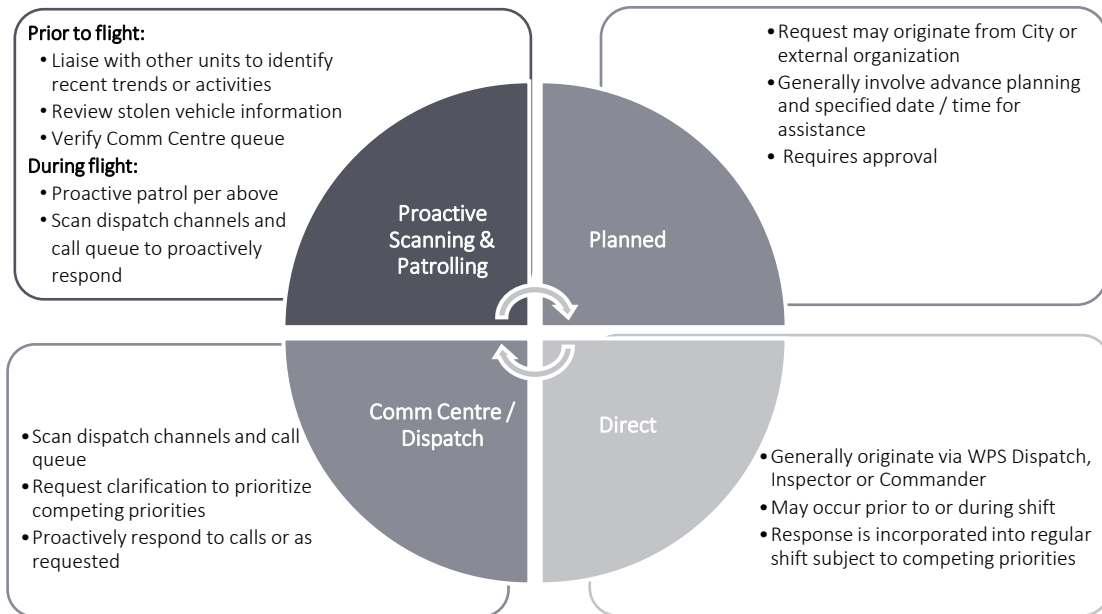 Prior to flight:
• Liaise with other units to identify
recent trends or activities
• Review stolen vehicle information
• Verify Comm Centre queue
During flight:
• Proactive patrol per above
• Scan dispatch channels and
call queue to proactively
respond
Proactive
Scanning &
Patrolling
• Request may originate from City or
external organization
• Generally involve advance planning
and specified date / time for
assistance
• Requires approval
Planned
Comm Centre /
Dispatch
• Scan dispatch channels and call
queue
• Request clarification to prioritize
competing priorities
• Proactively respond to calls or as
requested
Direct
• Generally originate via WPS Dispatch,
Inspector or Commander
• May occur prior to or during shift
• Response is incorporated into regular
shift subject to competing priorities